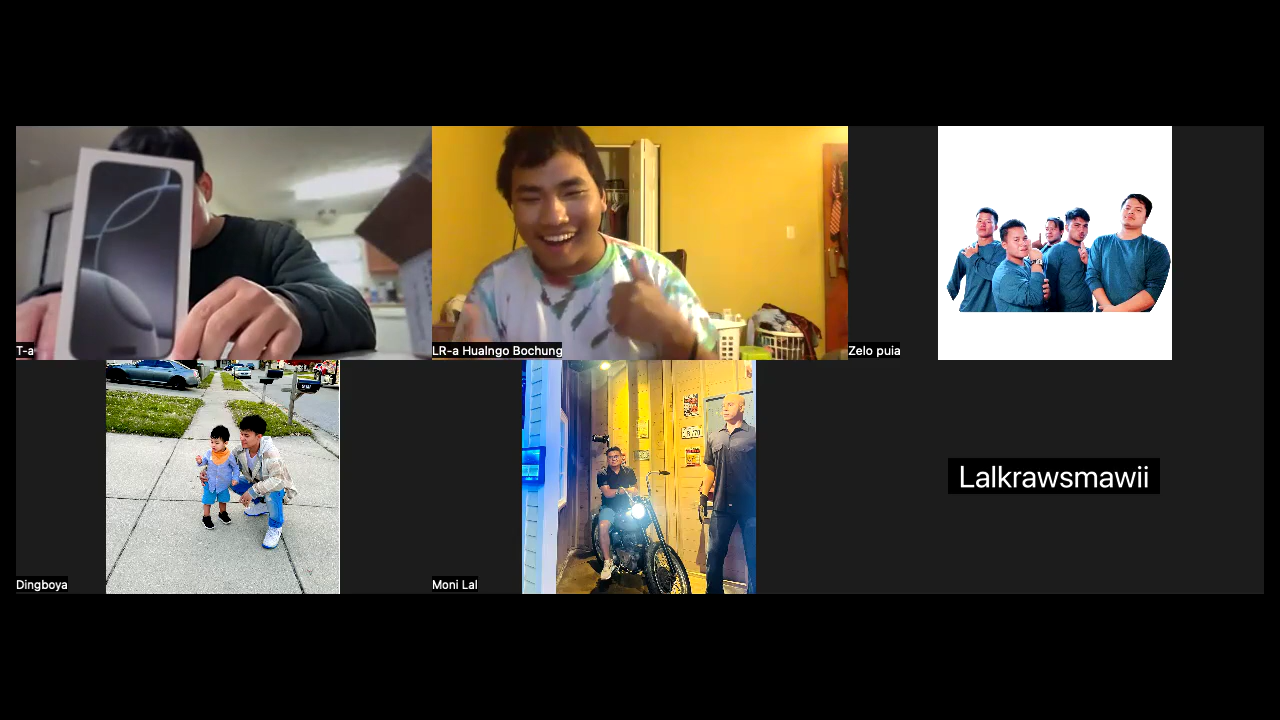 T-a
LR-a Hualngo Bochung
Zelo puia
Dingboya
Moni Lal
Lalkrawsmawii